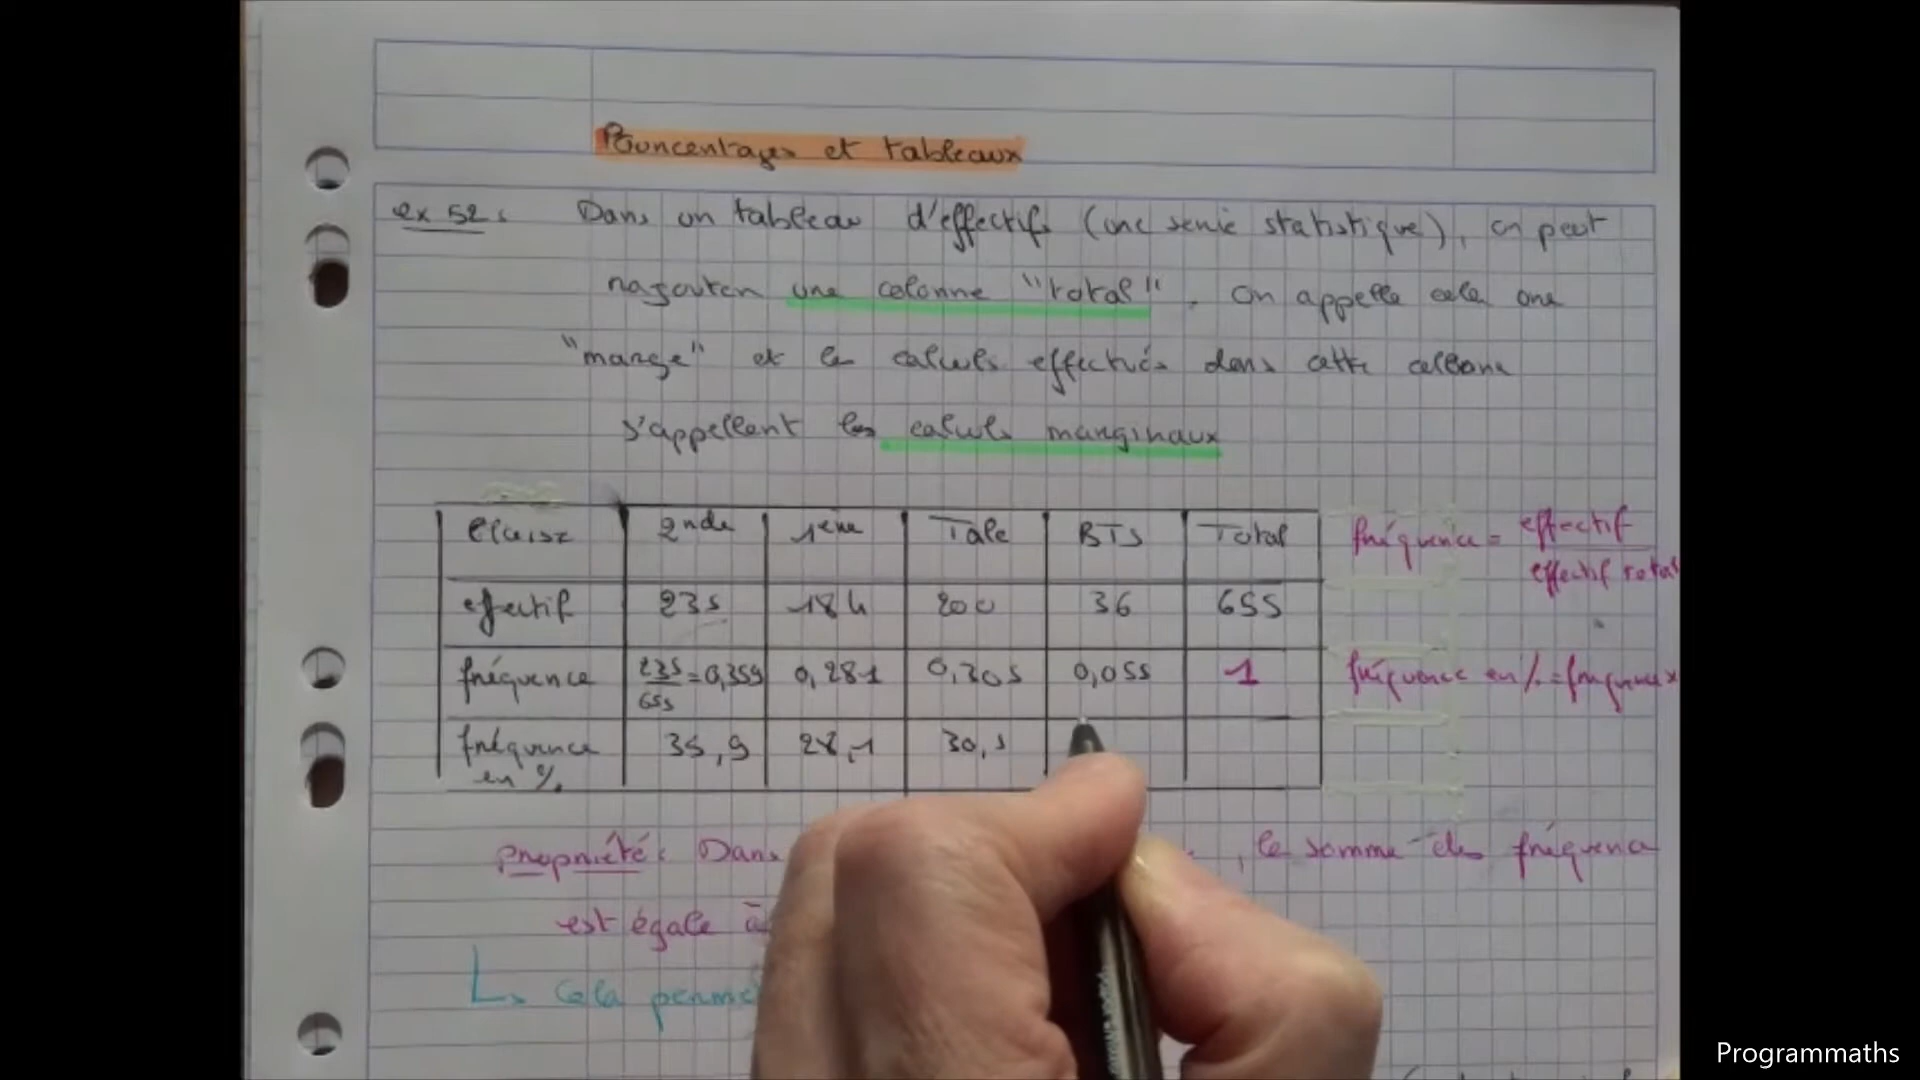 Pourcentages et tableaux
ex 52 : Dans un tableau d'effectifs (une série statistique), on peut
rajouter une colonne "total". On appelle cela une
"marge" et les calculs effectués dans cette colonne
s'appellent les calculs marginaux
Classe 2nde 1ère Tale BTS Total
effectif 235 184 200 36 655
fréquence 235/655 = 0,359 0,281 0,305 0,055 1
fréquence en % 35,9 28,1 30,5
fréquence = effectif / effectif total
fréquence en % = fréquence x
propriété : Dans , la somme des fréquence
est égale à
↳ Cela permet
Programmaths